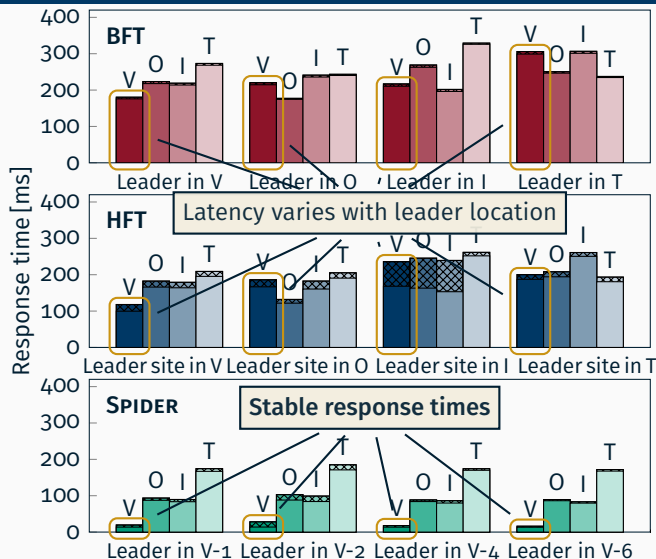 Response time [ms]
400
300
200
100
0
BFT
V O I T
V O I T
V O I T
V O I T
Leader in V Leader in O Leader in I Leader in T
Latency varies with leader location
400
300
200
100
0
HFT
V O I T
V O I T
V O I T
V O I T
Leader site in V Leader site in O Leader site in I Leader site in T
400
300
200
100
0
SPIDER
Stable response times
V O I T
V O I T
V O I T
V O I T
Leader in V-1 Leader in V-2 Leader in V-4 Leader in V-6